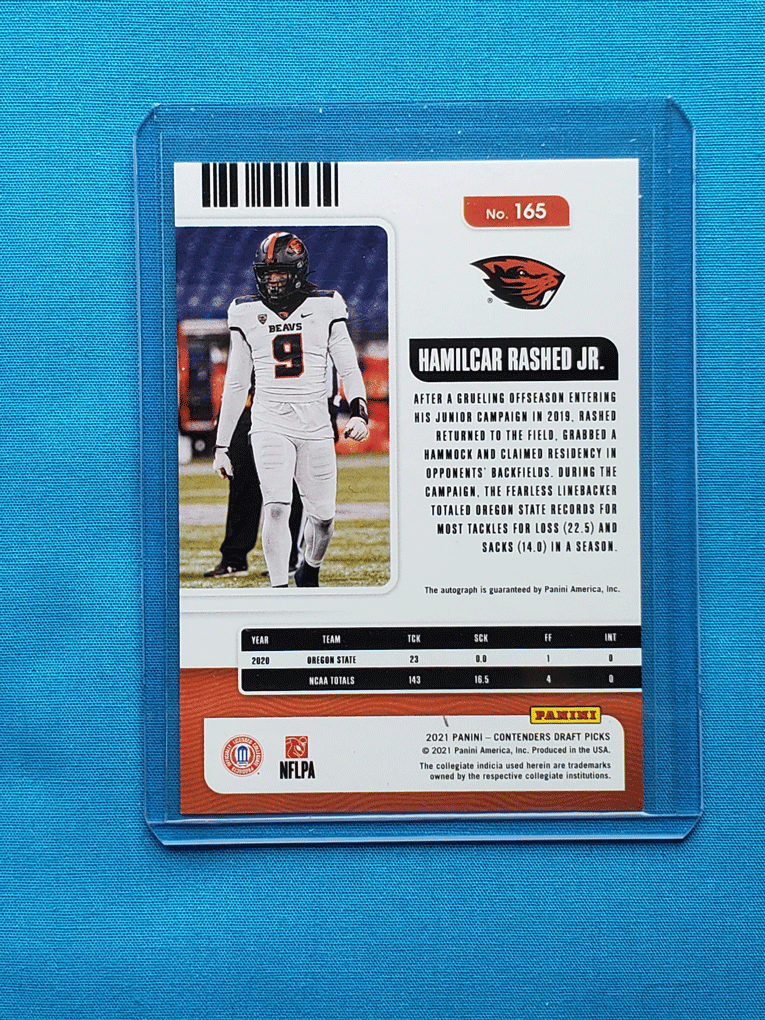 No. 165
®
BEAVS
9
HAMILCAR RASHED JR.
AFTER A GRUELING OFFSEASON ENTERING
HIS JUNIOR CAMPAIGN IN 2019, RASHED
RETURNED TO THE FIELD, GRABBED A
HAMMOCK AND CLAIMED RESIDENCY IN
OPPONENTS' BACKFIELDS. DURING THE
CAMPAIGN, THE FEARLESS LINEBACKER
TOTALED OREGON STATE RECORDS FOR
MOST TACKLES FOR LOSS (22.5) AND
SACKS (14.0) IN A SEASON.
The autograph is guaranteed by Panini America, Inc.
YEAR TEAM TCK SCK FF INT
2020 OREGON STATE 23 0.0 1 0
NCAA TOTALS 143 16.5 4 0
PANINI
2021 PANINI – CONTENDERS DRAFT PICKS
© 2021 Panini America, Inc. Produced in the USA.
The collegiate indicia used herein are trademarks
owned by the respective collegiate institutions.
OFFICIALLY LICENSED COLLEGIATE PRODUCTS
NFLPA